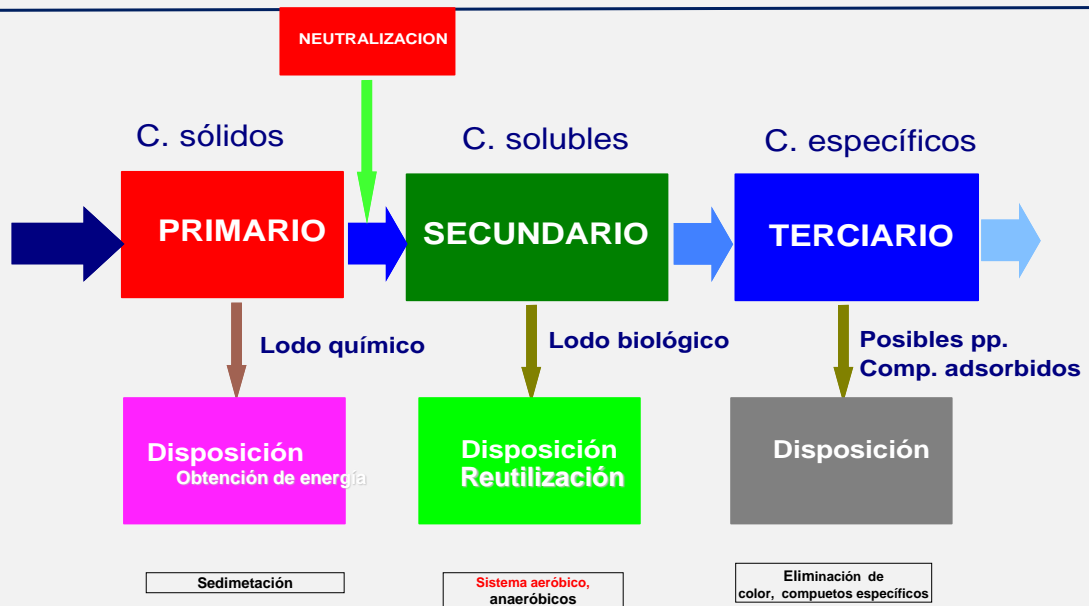 NEUTRALIZACION
C. sólidos
C. solubles
C. específicos
PRIMARIO
SECUNDARIO
TERCIARIO
Lodo químico
Lodo biológico
Posibles pp.
Comp. adsorbidos
Disposición
Obtención de energía
Disposición
Reutilización
Disposición
Sedimetación
Sistema aeróbico,
anaeróbicos
Eliminación de
color, compuetos específicos